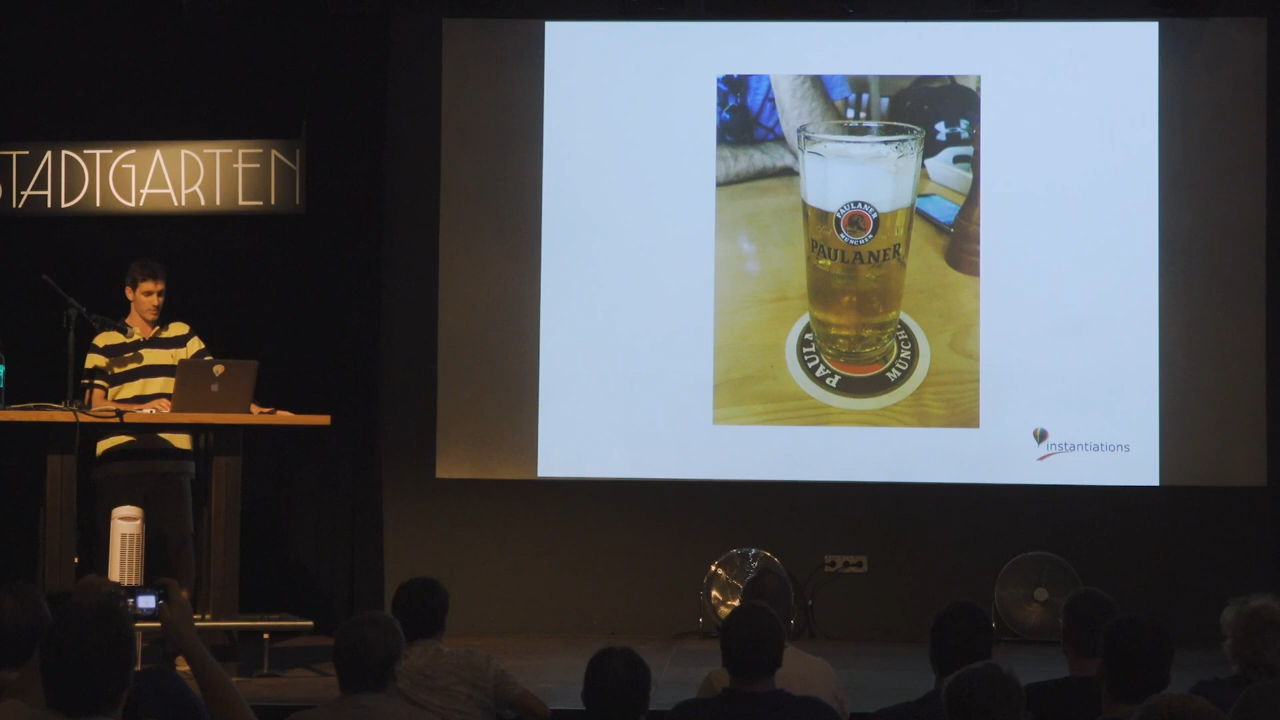 STADTGARTEN
PAULANER
MÜNCHEN
PAULANER
PAULA
MÜNCH
instantiations